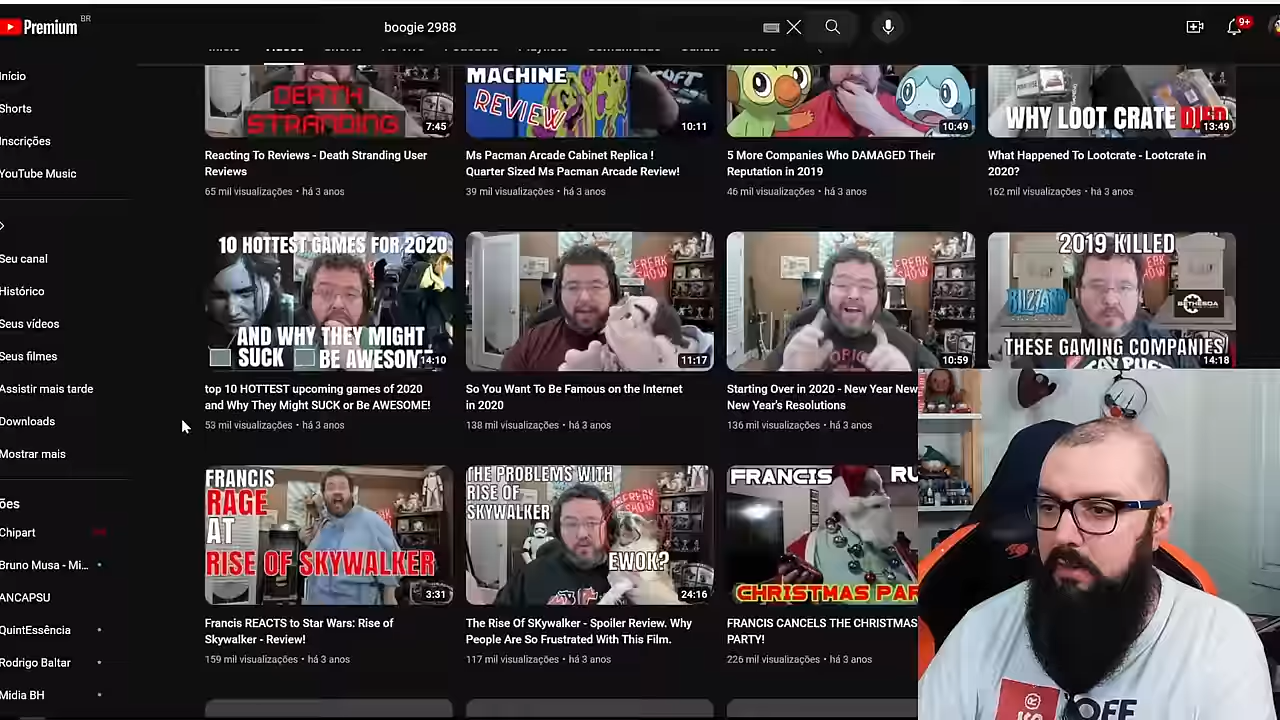 Premium BR
boogie 2988
9+
Início
Shorts
Inscrições
YouTube Music
Seu canal
Histórico
Seus vídeos
Seus filmes
Assistir mais tarde
Downloads
Mostrar mais
ões
Chipart
Bruno Musa - Mi...
ANCAPSU
QuintEssência
Rodrigo Baltar
Midia BH
DEATH
STRANDING
7:45
Reacting To Reviews - Death Stranding User
Reviews
65 mil visualizações • há 3 anos
MACHINE
REVIEW
10:11
Ms Pacman Arcade Cabinet Replica !
Quarter Sized Ms Pacman Arcade Review!
39 mil visualizações • há 3 anos
10:49
5 More Companies Who DAMAGED Their
Reputation in 2019
46 mil visualizações • há 3 anos
WHY LOOT CRATE DIED
13:49
What Happened To Lootcrate - Lootcrate in
2020?
162 mil visualizações • há 3 anos
10 HOTTEST GAMES FOR 2020
AND WHY THEY MIGHT
SUCK BE AWESOM
14:10
top 10 HOTTEST upcoming games of 2020
and Why They Might SUCK or Be AWESOME!
53 mil visualizações • há 3 anos
FREAK
SHOW
11:17
So You Want To Be Famous on the Internet
in 2020
138 mil visualizações • há 3 anos
FREAK
SHOW
10:59
Starting Over in 2020 - New Year New
New Year's Resolutions
136 mil visualizações • há 3 anos
2019 KILLED
BLIZZARD
BETHESDA
THESE GAMING COMPANIES
14:18
FRANCIS
RAGE
AT
RISE OF SKYWALKER
3:31
Francis REACTS to Star Wars: Rise of
Skywalker - Review!
159 mil visualizações • há 3 anos
THE PROBLEMS WITH
RISE OF
SKYWALKER
FREAK
SHOW
EWOK?
24:16
The Rise Of SKywalker - Spoiler Review. Why
People Are So Frustrated With This Film.
117 mil visualizações • há 3 anos
FRANCIS RU
CHRISTMAS PAR
FRANCIS CANCELS THE CHRISTMAS
PARTY!
226 mil visualizações • há 3 anos
OFF